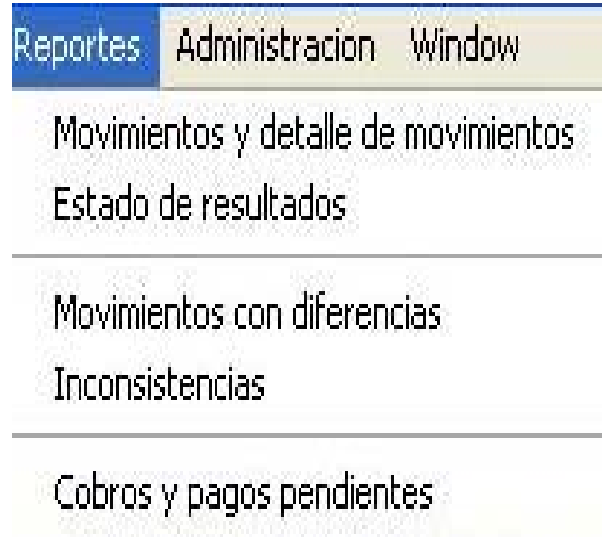 Reportes Administracion Window
Movimientos y detalle de movimientos
Estado de resultados
Movimientos con diferencias
Inconsistencias
Cobros y pagos pendientes